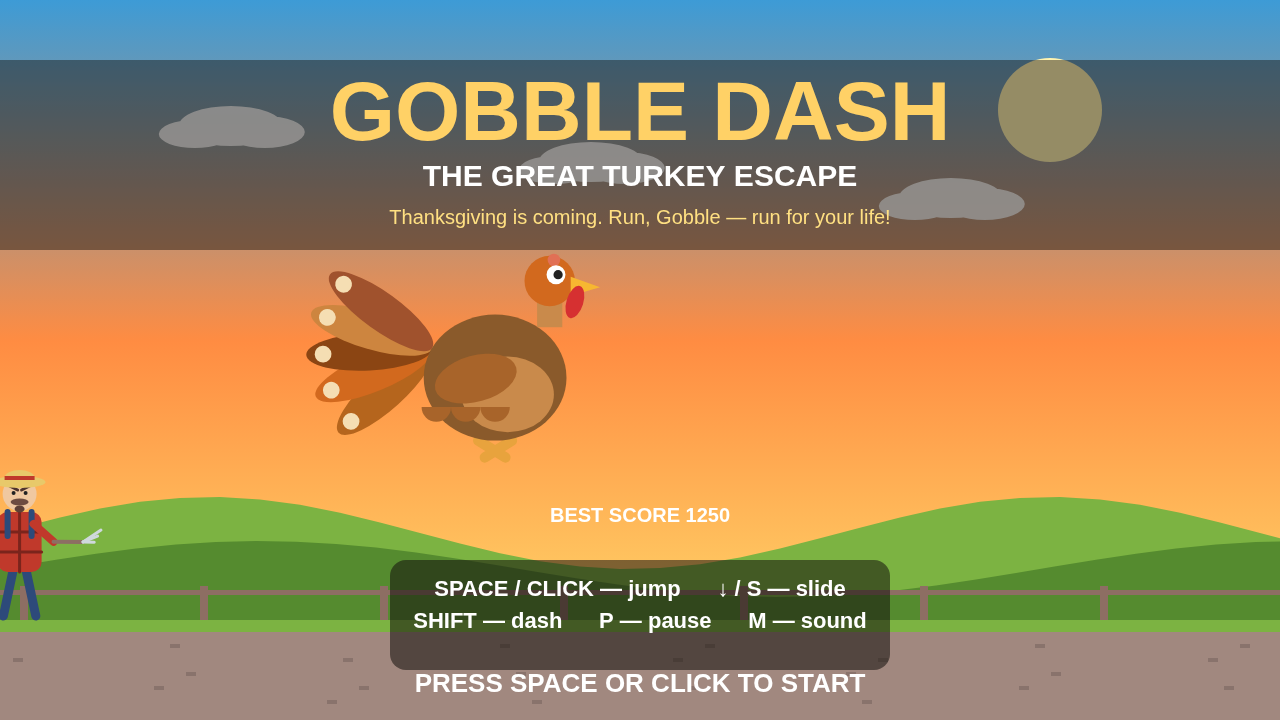 GOBBLE DASH
THE GREAT TURKEY ESCAPE
Thanksgiving is coming. Run, Gobble — run for your life!
BEST SCORE 1250
SPACE / CLICK — jump ↓ / S — slide
SHIFT — dash P — pause M — sound
PRESS SPACE OR CLICK TO START